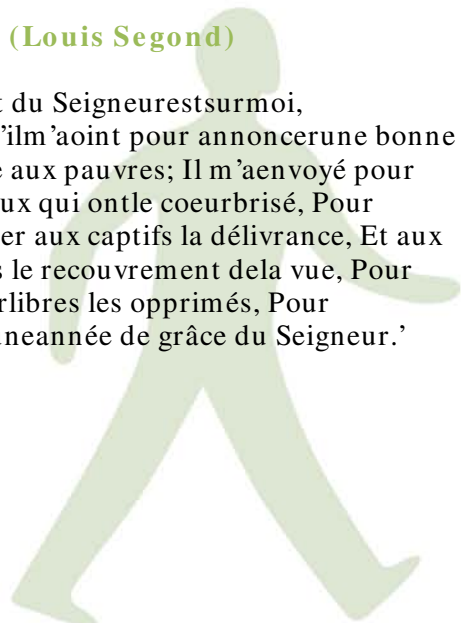 (Louis Segond)
t du Seigneurestsurmoi,
’ilm’aoint pour annoncerune bonne
e aux pauvres; Il m’aenvoyé pour
ux qui ontle coeurbrisé, Pour
er aux captifs la délivrance, Et aux
s le recouvrement dela vue, Pour
rlibres les opprimés, Pour
uneannée de grâce du Seigneur.’